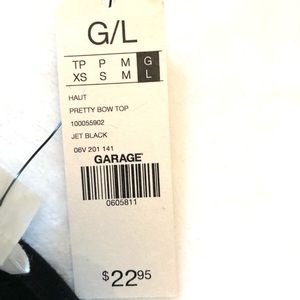 G/L
TP P M G
XS S M L
HAUT
PRETTY BOW TOP
100055902
JET BLACK
06V 201 141
GARAGE
0605811
$22.95